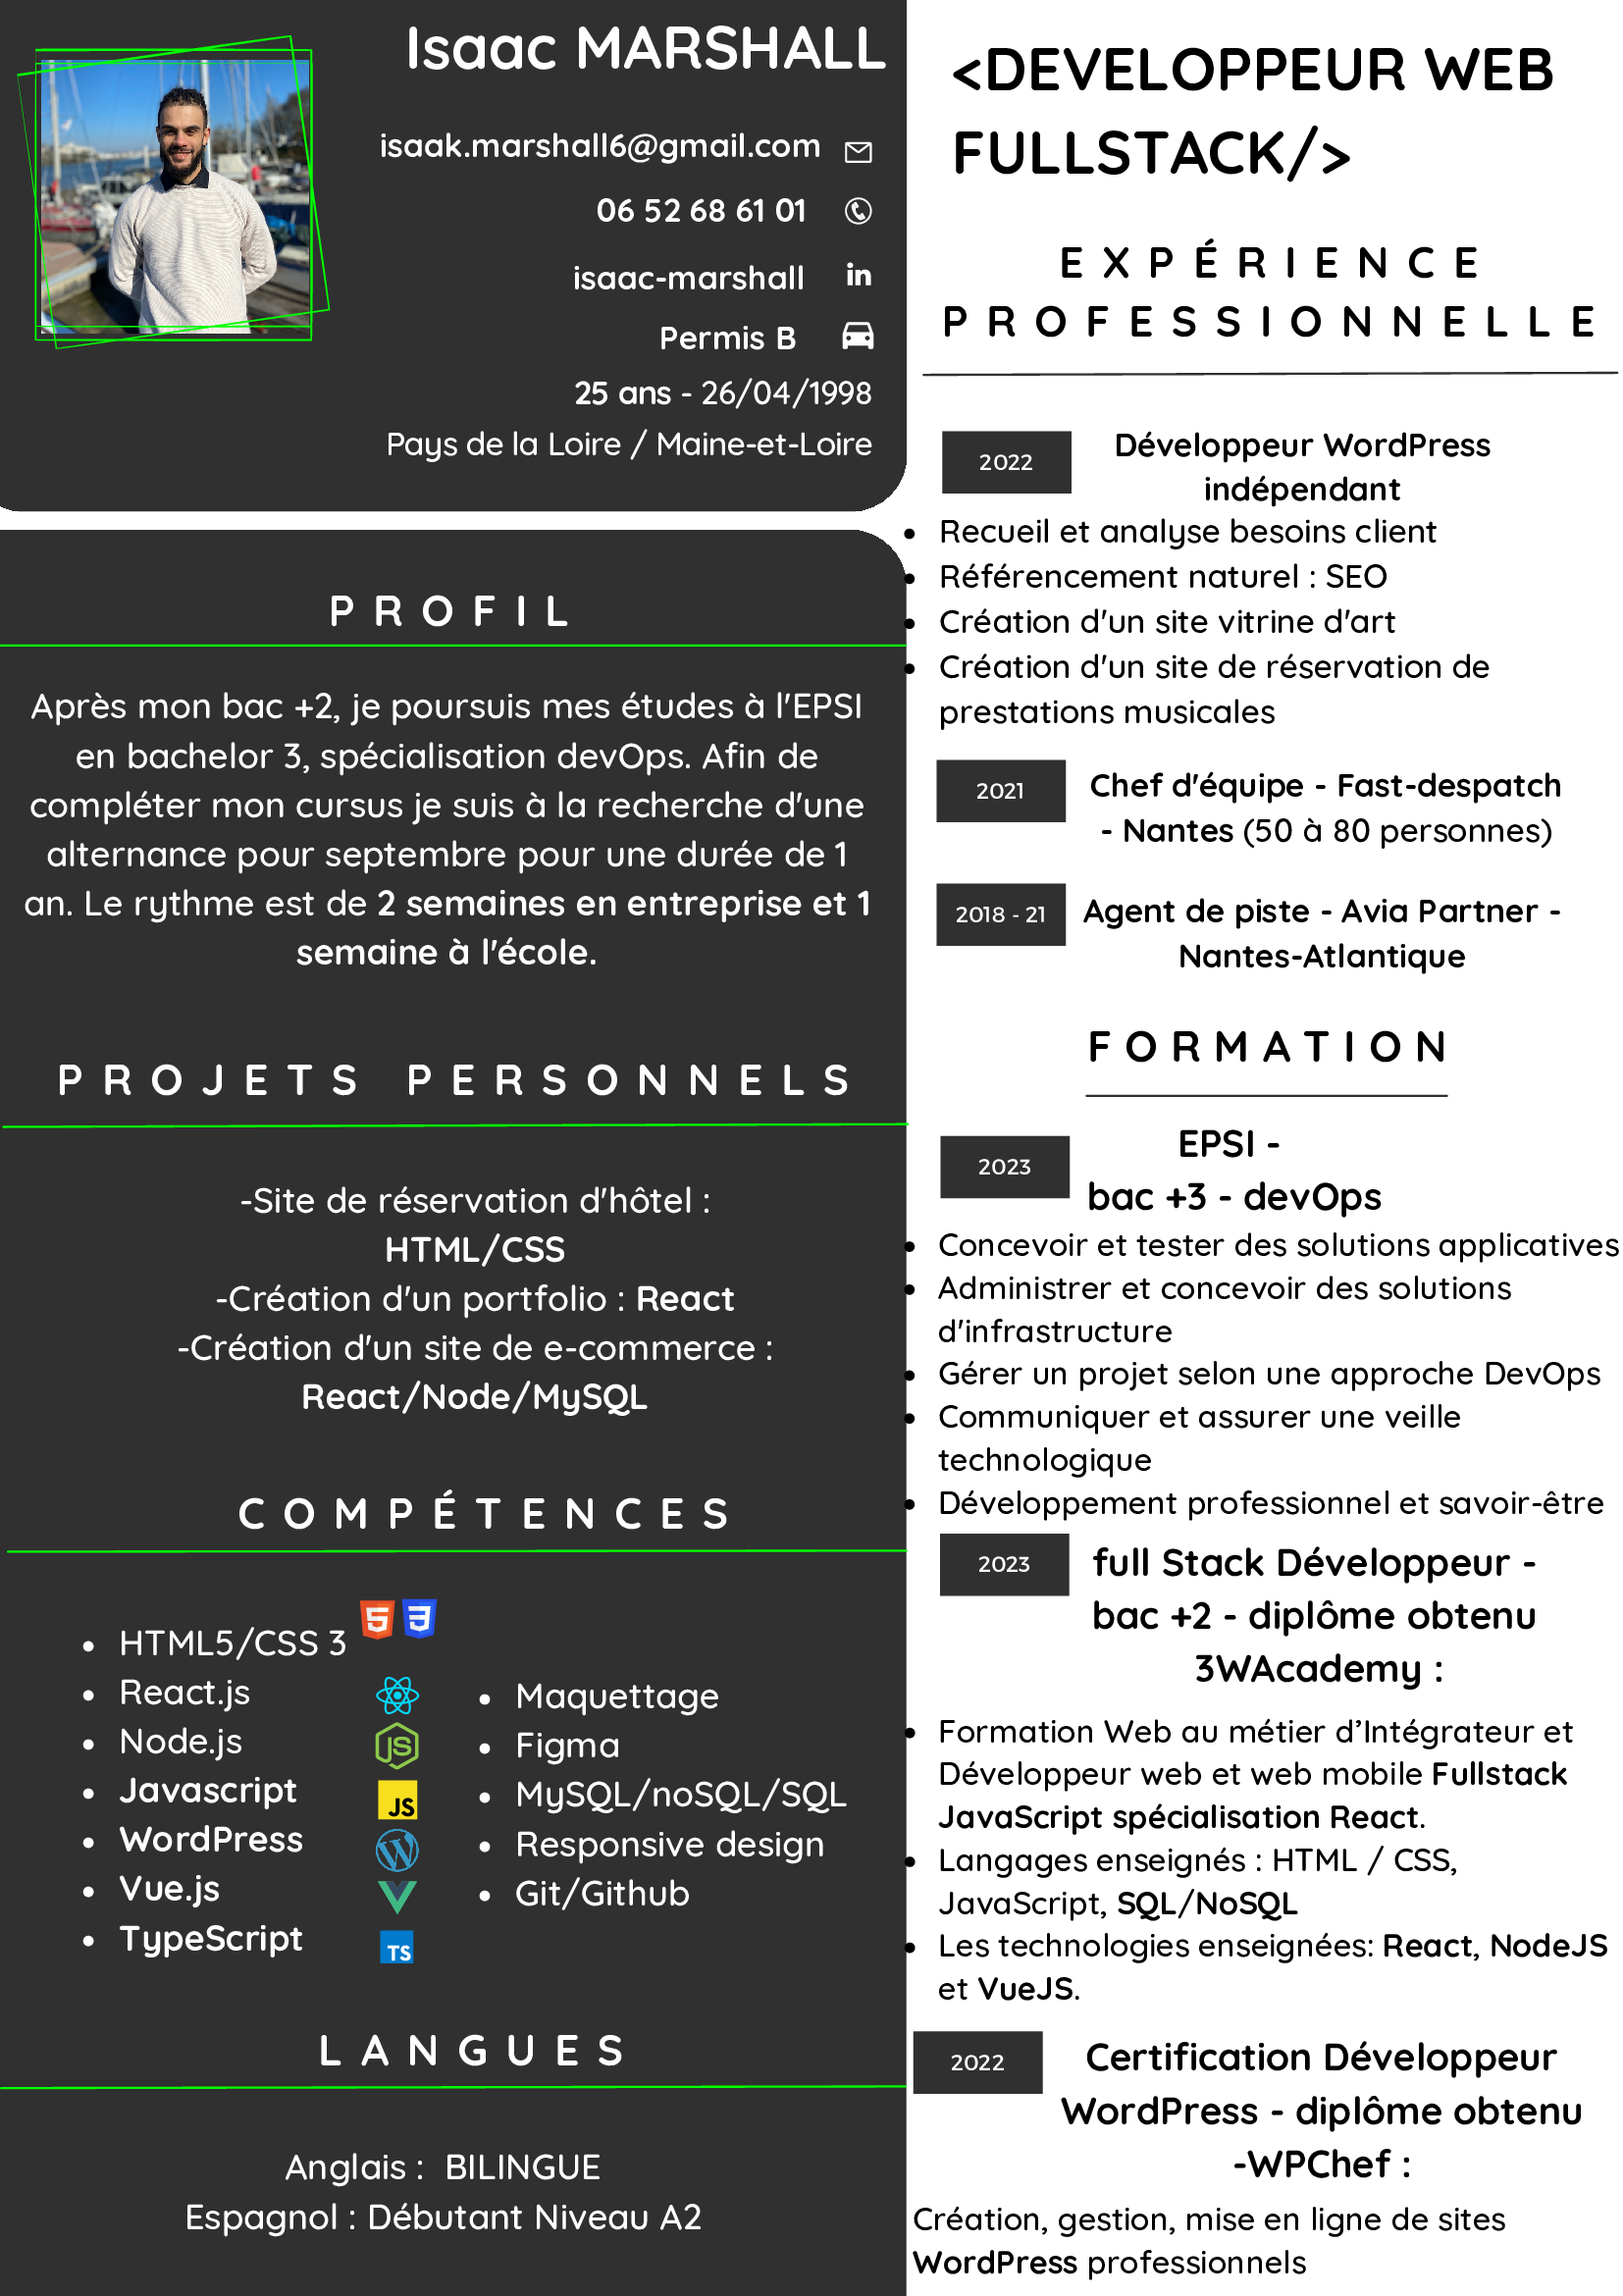 Isaac MARSHALL
isaak.marshall6@gmail.com
06 52 68 61 01
isaac-marshall
in
Permis B
25 ans - 26/04/1998
Pays de la Loire / Maine-et-Loire
PROFIL
Après mon bac +2, je poursuis mes études à l'EPSI
en bachelor 3, spécialisation devOps. Afin de
compléter mon cursus je suis à la recherche d'une
alternance pour septembre pour une durée de 1
an. Le rythme est de 2 semaines en entreprise et 1
semaine à l'école.
PROJETS PERSONNELS
-Site de réservation d'hôtel :
HTML/CSS
-Création d'un portfolio : React
-Création d'un site de e-commerce :
React/Node/MySQL
COMPÉTENCES
• HTML5/CSS 3
• React.js
• Node.js
• Javascript
• WordPress
• Vue.js
• TypeScript
5 3
JS
JS
W
TS
• Maquettage
• Figma
• MySQL/noSQL/SQL
• Responsive design
• Git/Github
LANGUES
Anglais : BILINGUE
Espagnol : Débutant Niveau A2
<DEVELOPPEUR WEB
FULLSTACK/>
EXPÉRIENCE
PROFESSIONNELLE
2022
Développeur WordPress
indépendant
• Recueil et analyse besoins client
• Référencement naturel : SEO
• Création d'un site vitrine d'art
• Création d'un site de réservation de
prestations musicales
2021
Chef d'équipe - Fast-despatch
- Nantes (50 à 80 personnes)
2018 - 21
Agent de piste - Avia Partner -
Nantes-Atlantique
FORMATION
2023
EPSI -
bac +3 - devOps
• Concevoir et tester des solutions applicatives
• Administrer et concevoir des solutions
d'infrastructure
• Gérer un projet selon une approche DevOps
• Communiquer et assurer une veille
technologique
• Développement professionnel et savoir-être
2023
full Stack Développeur -
bac +2 - diplôme obtenu
3WAcademy :
• Formation Web au métier d’Intégrateur et
Développeur web et web mobile Fullstack
JavaScript spécialisation React.
• Langages enseignés : HTML / CSS,
JavaScript, SQL/NoSQL
• Les technologies enseignées: React, NodeJS
et VueJS.
2022
Certification Développeur
WordPress - diplôme obtenu
-WPChef :
Création, gestion, mise en ligne de sites
WordPress professionnels